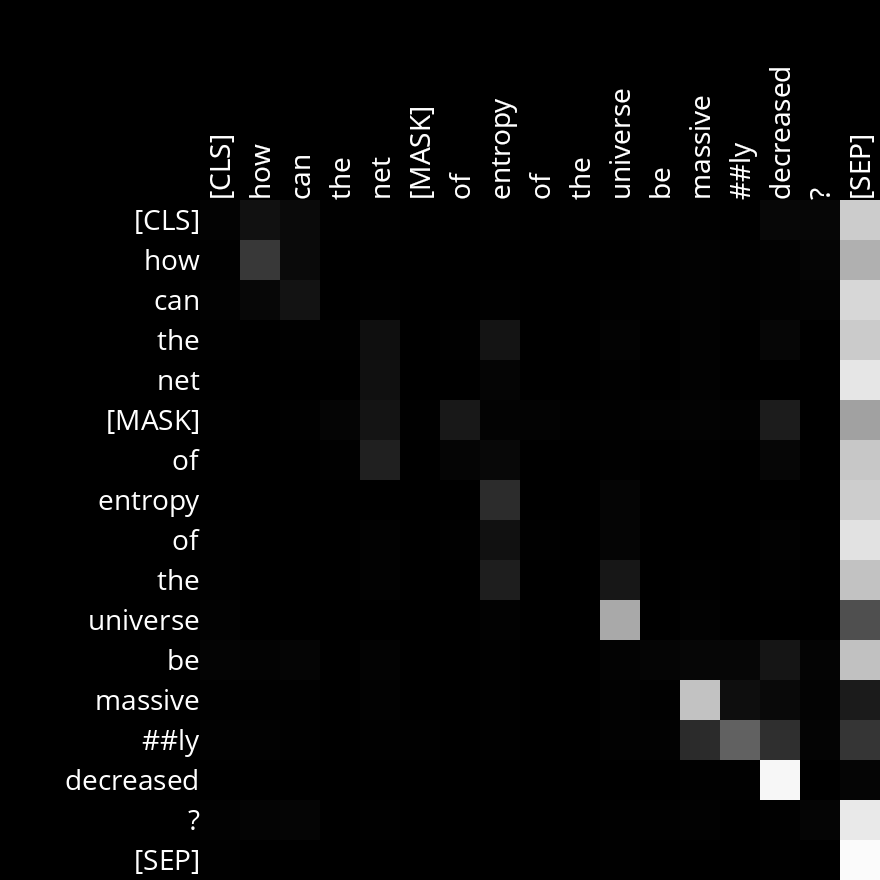 [CLS] how can the net [MASK] of entropy of the universe be massive ##ly decreased ? [SEP]
[CLS]
how
can
the
net
[MASK]
of
entropy
of
the
universe
be
massive
##ly
decreased
?
[SEP]